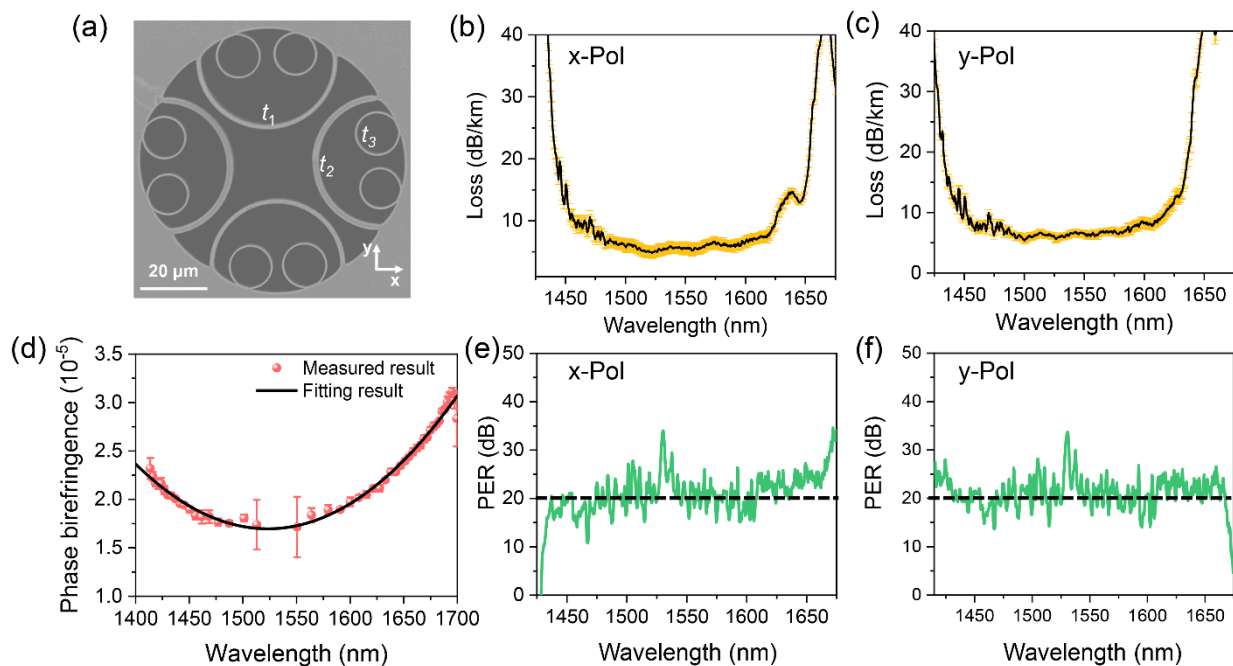 (a)
t1
t2
t3
20 µm
y
x
(b)
x-Pol
Loss (dB/km)
40
30
20
10
1450 1500 1550 1600 1650
Wavelength (nm)
(c)
y-Pol
Loss (dB/km)
40
30
20
10
0
1450 1500 1550 1600 1650
Wavelength (nm)
(d)
Measured result
Fitting result
Phase birefringence (10-5)
3.5
3.0
2.5
2.0
1.5
1.0
1400 1450 1500 1550 1600 1650 1700
Wavelength (nm)
(e)
x-Pol
PER (dB)
50
40
30
20
10
0
1450 1500 1550 1600 1650
Wavelength (nm)
(f)
y-Pol
PER (dB)
50
40
30
20
10
0
1450 1500 1550 1600 1650
Wavelength (nm)